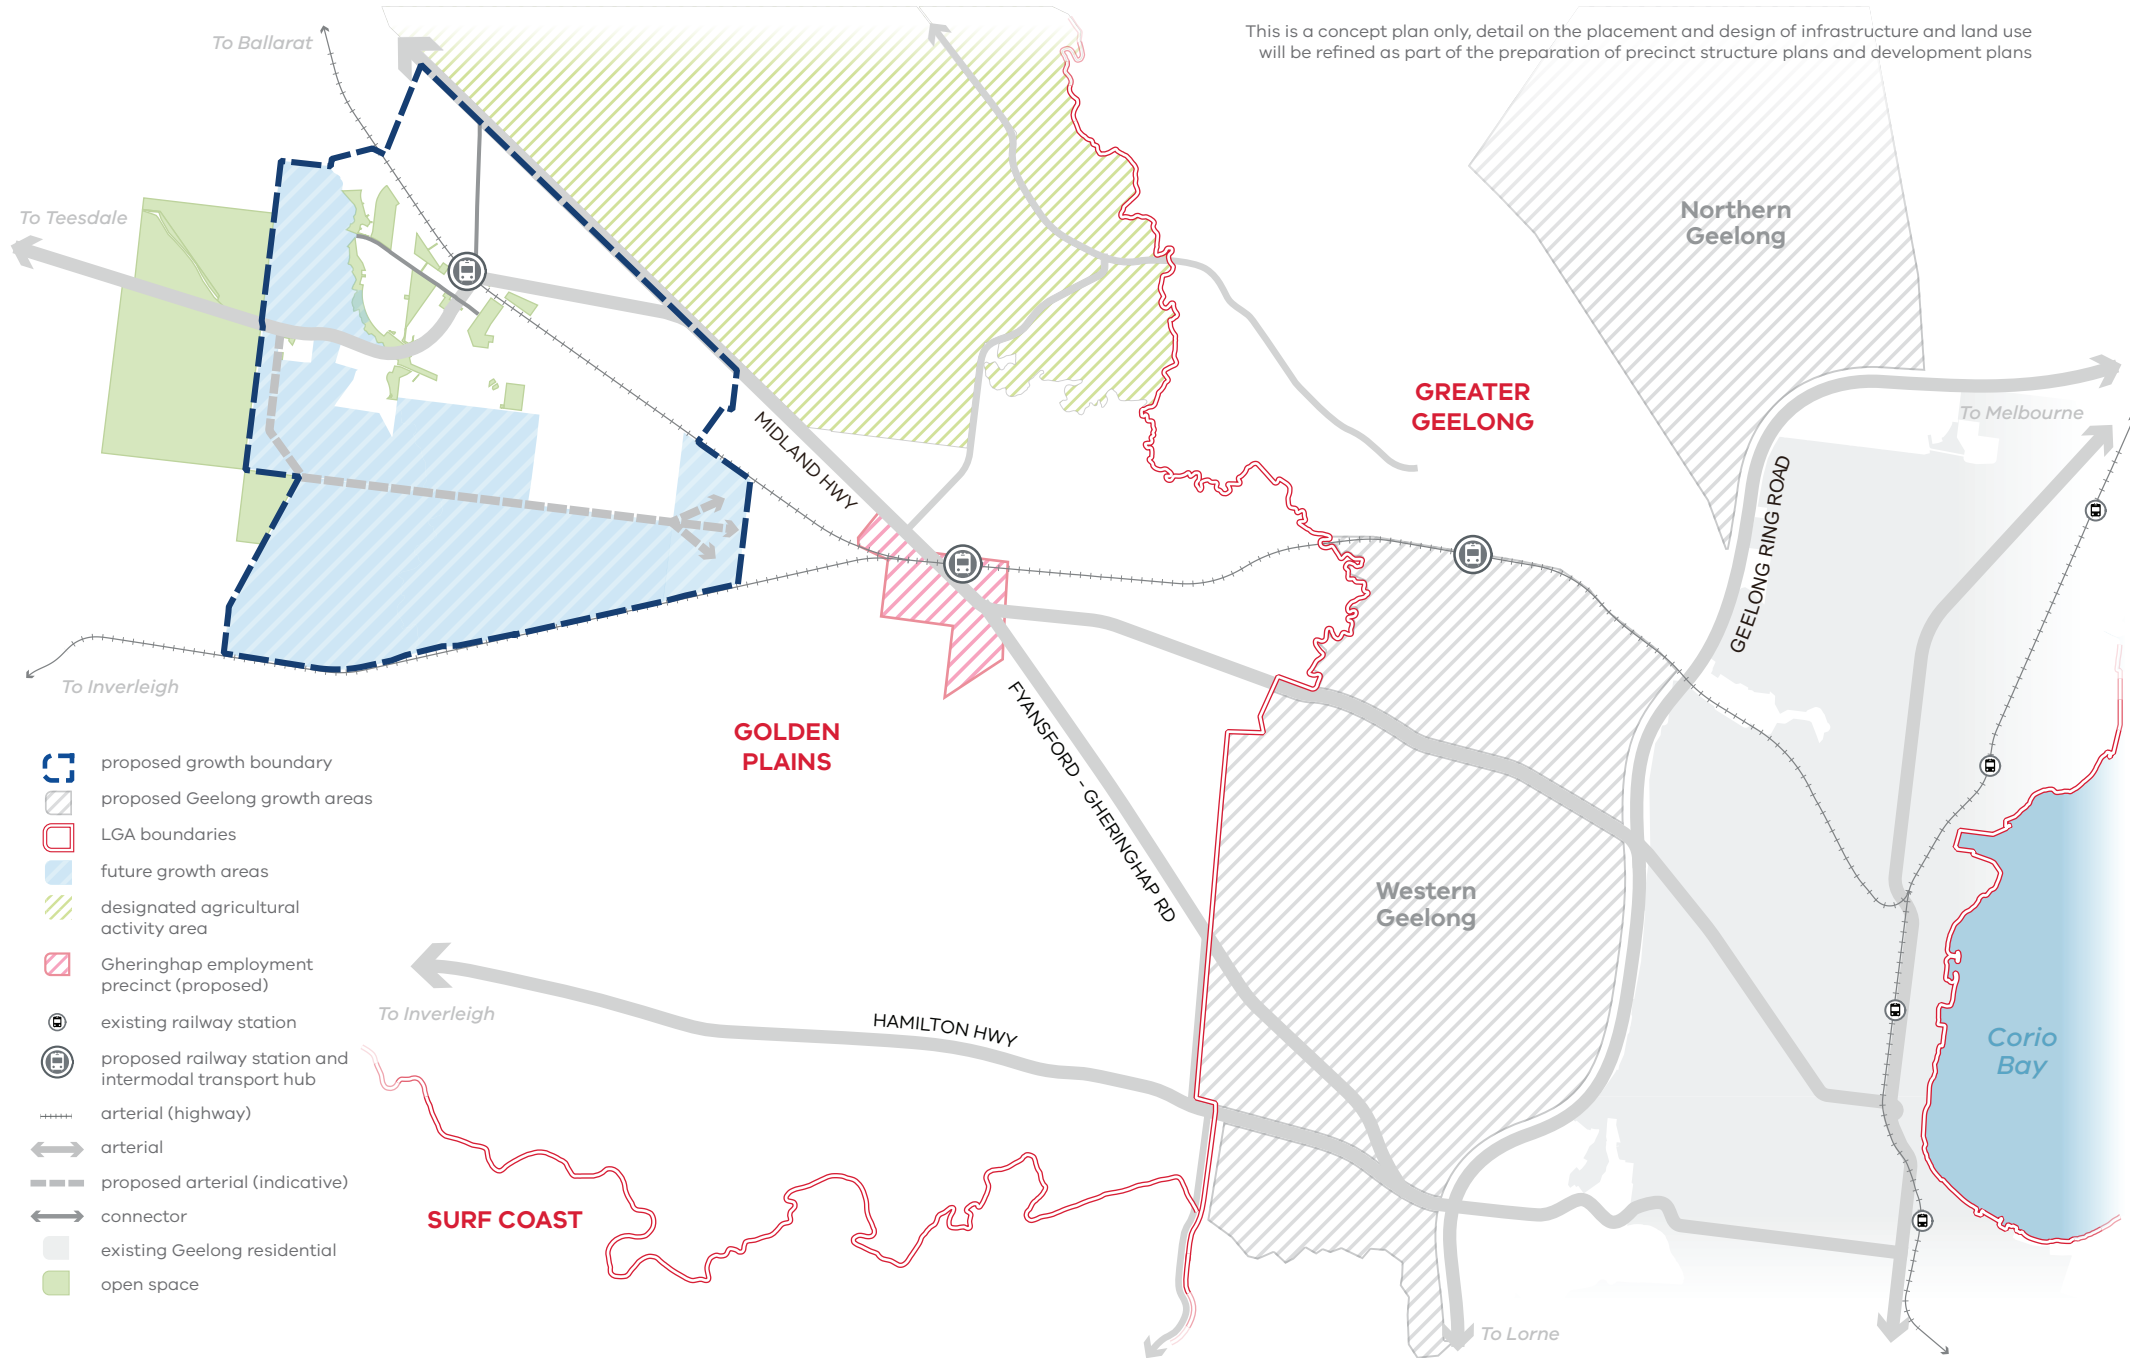 This is a concept plan only, detail on the placement and design of infrastructure and land use
will be refined as part of the preparation of precinct structure plans and development plans
To Ballarat
To Teesdale
Northern
Geelong
GREATER
GEELONG
To Melbourne
MIDLAND HWY
GEELONG RING ROAD
To Inverleigh
GOLDEN
PLAINS
FYANSFORD - GHERINGHAP RD
Western
Geelong
To Inverleigh
HAMILTON HWY
Corio
Bay
SURF COAST
To Lorne
proposed growth boundary
proposed Geelong growth areas
LGA boundaries
future growth areas
designated agricultural
activity area
Gheringhap employment
precinct (proposed)
existing railway station
proposed railway station and
intermodal transport hub
arterial (highway)
arterial
proposed arterial (indicative)
connector
existing Geelong residential
open space